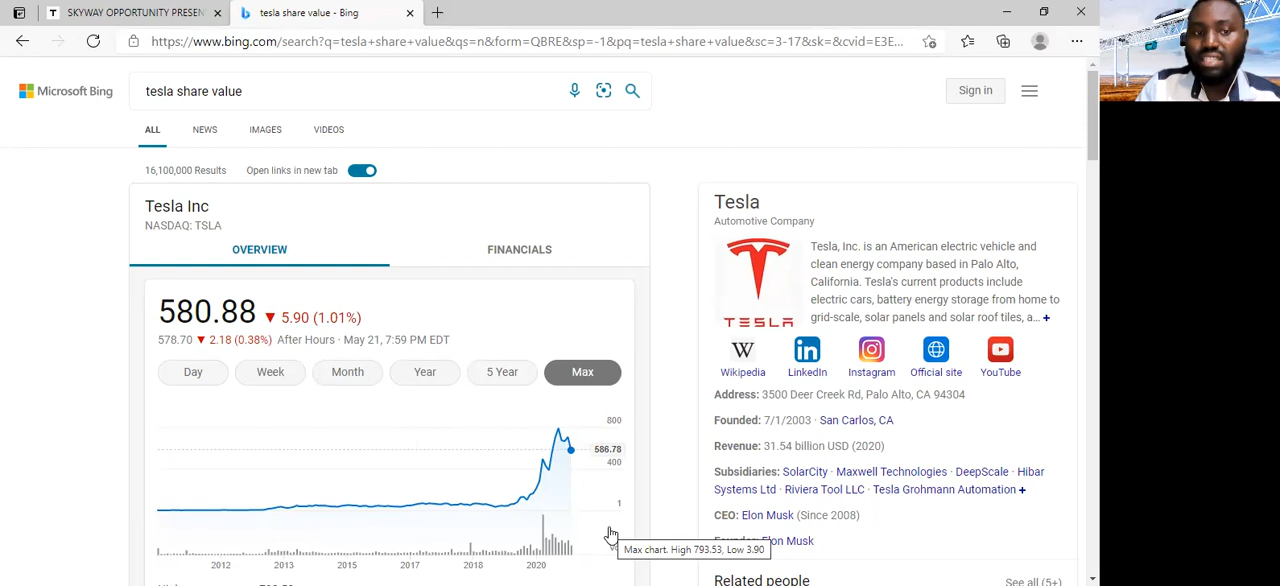 SKYWAY OPPORTUNITY PRESEN
tesla share value - Bing
https://www.bing.com/search?q=tesla+share+value&qs=n&form=QBRE&sp=-1&pq=tesla+share+value&sc=3-17&sk=&cvid=E3E...
Microsoft Bing
tesla share value
Sign in
ALL
NEWS
IMAGES
VIDEOS
16,100,000 Results
Open links in new tab
Tesla Inc
NASDAQ: TSLA
OVERVIEW
FINANCIALS
580.88 ▼ 5.90 (1.01%)
578.70 ▼ 2.18 (0.38%) After Hours · May 21, 7:59 PM EDT
Day
Week
Month
Year
5 Year
Max
800
586.78
400
1
2012
2013
2015
2017
2018
2020
Max chart. High 793.53, Low 3.90
Tesla
Automotive Company
Tesla, Inc. is an American electric vehicle and
clean energy company based in Palo Alto,
California. Tesla's current products include
electric cars, battery energy storage from home to
grid-scale, solar panels and solar roof tiles, a... +
TESLA
W
Wikipedia
LinkedIn
Instagram
Official site
YouTube
Address: 3500 Deer Creek Rd, Palo Alto, CA 94304
Founded: 7/1/2003 · San Carlos, CA
Revenue: 31.54 billion USD (2020)
Subsidiaries: SolarCity · Maxwell Technologies · DeepScale · Hibar
Systems Ltd · Riviera Tool LLC · Tesla Grohmann Automation +
CEO: Elon Musk (Since 2008)
Elon Musk
Related people
See all (5+)